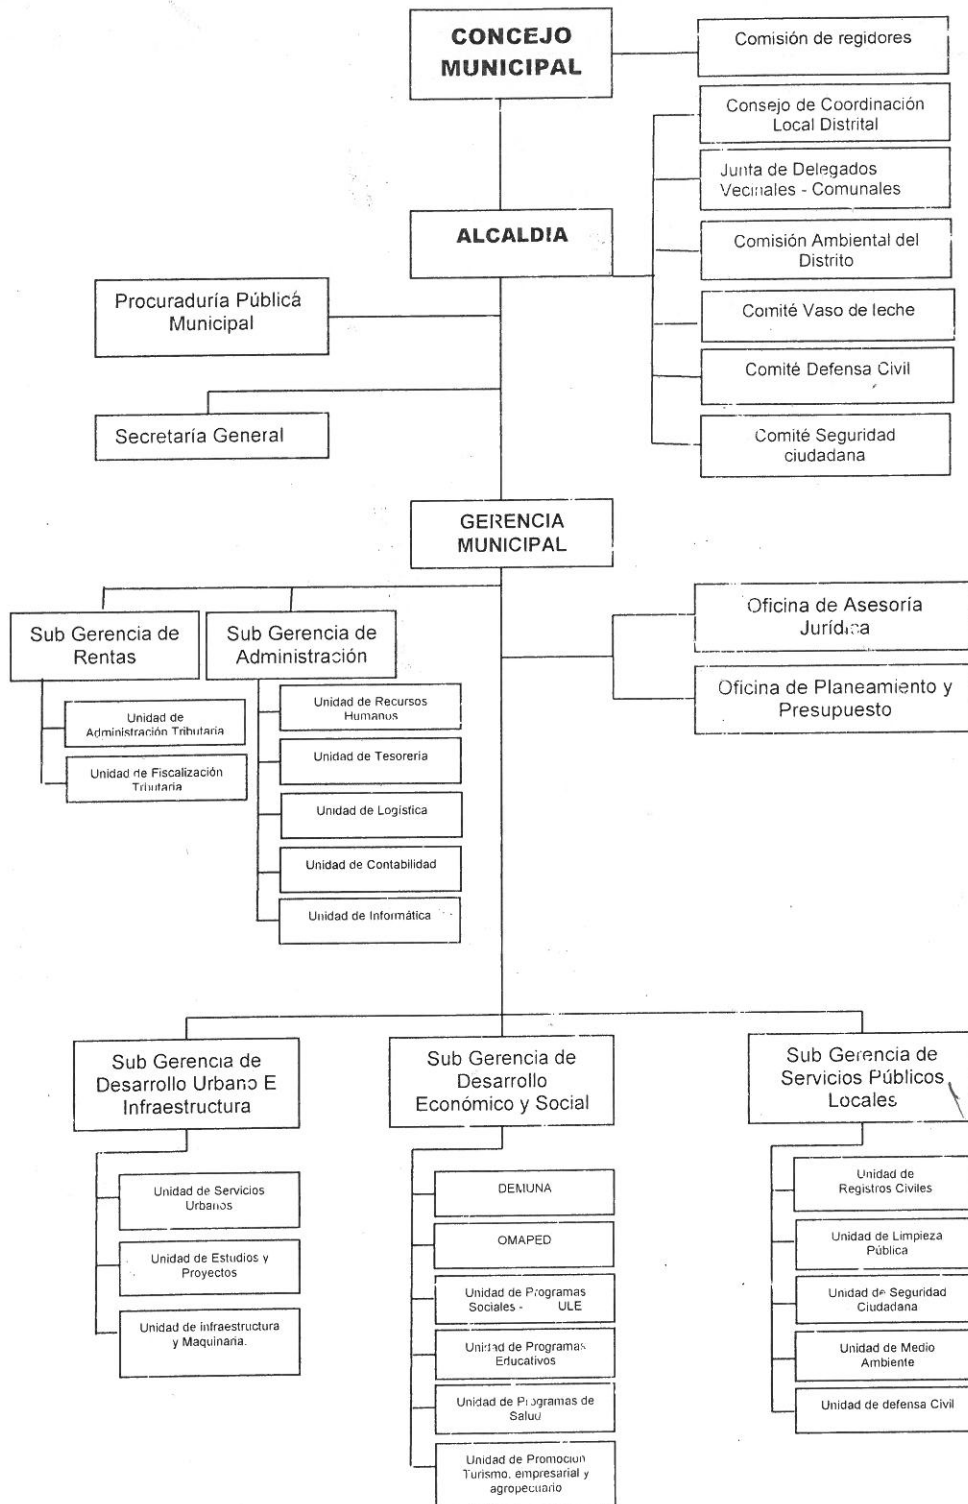 CONCEJO
MUNICIPAL
Comisión de regidores
Consejo de Coordinación
Local Distrital
Junta de Delegados
Vecinales - Comunales
ALCALDIA
Comisión Ambiental del
Distrito
Procuraduría Pública
Municipal
Comité Vaso de leche
Comité Defensa Civil
Secretaría General
Comité Seguridad
ciudadana
GERENCIA
MUNICIPAL
Oficina de Asesoría
Jurídica
Oficina de Planeamiento y
Presupuesto
Sub Gerencia de
Rentas
Unidad de
Administración Tributaria
Unidad de Fiscalización
Tributaria
Sub Gerencia de
Administración
Unidad de Recursos
Humanos
Unidad de Tesoreria
Unidad de Logística
Unidad de Contabilidad
Unidad de Informática
Sub Gerencia de
Desarrollo Urbano E
Infraestructura
Unidad de Servicios
Urbanos
Unidad de Estudios y
Proyectos
Unidad de infraestructura
y Maquinaria.
Sub Gerencia de
Desarrollo
Económico y Social
DEMUNA
OMAPED
Unidad de Programas
Sociales - ULE
Unidad de Programas
Educativos
Unidad de Programas de
Salud
Unidad de Promocion
Turismo, empresarial y
agropecuario
Sub Gerencia de
Servicios Públicos
Locales
Unidad de
Registros Civiles
Unidad de Limpieza
Pública
Unidad de Seguridad
Ciudadana
Unidad de Medio
Ambiente
Unidad de defensa Civil